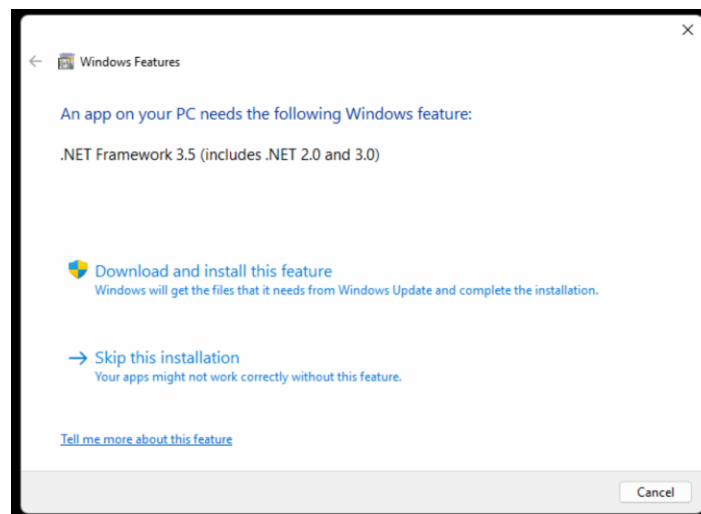 Windows Features
An app on your PC needs the following Windows feature:
.NET Framework 3.5 (includes .NET 2.0 and 3.0)
Download and install this feature
Windows will get the files that it needs from Windows Update and complete the installation.
Skip this installation
Your apps might not work correctly without this feature.
Tell me more about this feature
Cancel